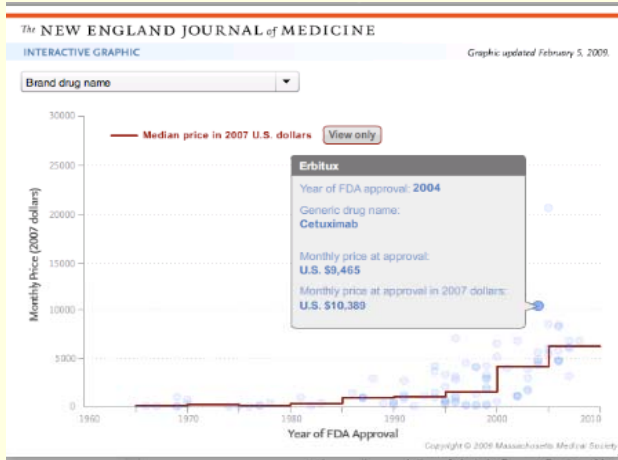 The NEW ENGLAND JOURNAL of MEDICINE
INTERACTIVE GRAPHIC
Graphic updated February 5, 2009.
Brand drug name
30000
25000
20000
15000
10000
5000
0
Monthly Price (2007 dollars)
Median price in 2007 U.S. dollars
View only
Erbitux
Year of FDA approval: 2004
Generic drug name:
Cetuximab
Monthly price at approval:
U.S. $9,465
Monthly price at approval in 2007 dollars:
U.S. $10,389
1960
1970
1980
1990
2000
2010
Year of FDA Approval
Copyright © 2009 Massachusetts Medical Society